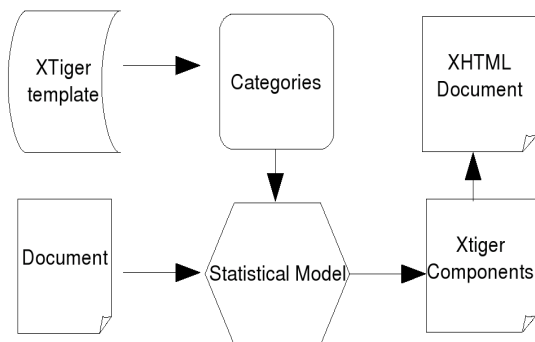 XTiger
template
Categories
XHTML
Document
Document
Statistical Model
Xtiger
Components